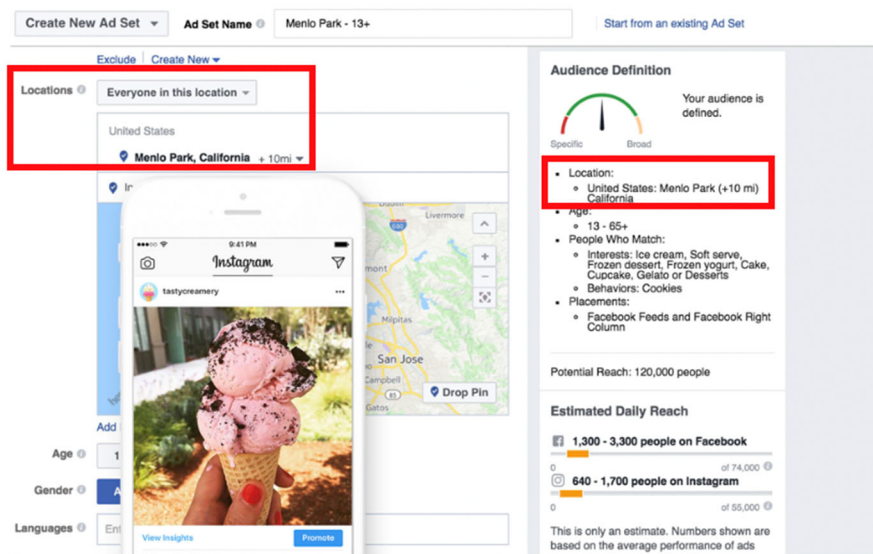 Create New Ad Set
Ad Set Name
Menlo Park - 13+
Start from an existing Ad Set
Exclude
Create New
Locations
Everyone in this location
United States
Menlo Park, California + 10mi
Add
Age
1
Gender
Languages
9:41 PM
Instagram
tastycreamery
View Insights
Promote
Livermore
680
Milpitas
San Jose
Campbell
85
Gatos
Drop Pin
Audience Definition
Your audience is
defined.
Specific
Broad
Location:
United States: Menlo Park (+10 mi)
California
Age:
13 - 65+
People Who Match:
Interests: Ice cream, Soft serve,
Frozen dessert, Frozen yogurt, Cake,
Cupcake, Gelato or Desserts
Behaviors: Cookies
Placements:
Facebook Feeds and Facebook Right
Column
Potential Reach: 120,000 people
Estimated Daily Reach
1,300 - 3,300 people on Facebook
0
of 74,000
640 - 1,700 people on Instagram
0
of 55,000
This is only an estimate. Numbers shown are
based on the average performance of ads